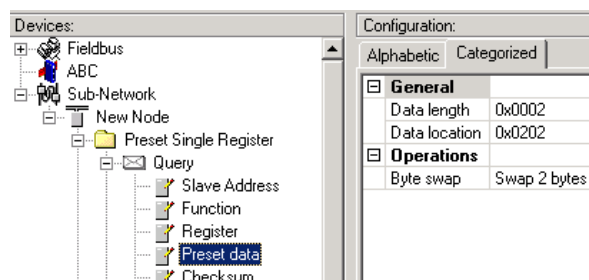 Devices:
Fieldbus
ABC
Sub-Network
New Node
Preset Single Register
Query
Slave Address
Function
Register
Preset data
Checksum
Configuration:
Alphabetic Categorized
General
Data length 0x0002
Data location 0x0202
Operations
Byte swap Swap 2 bytes